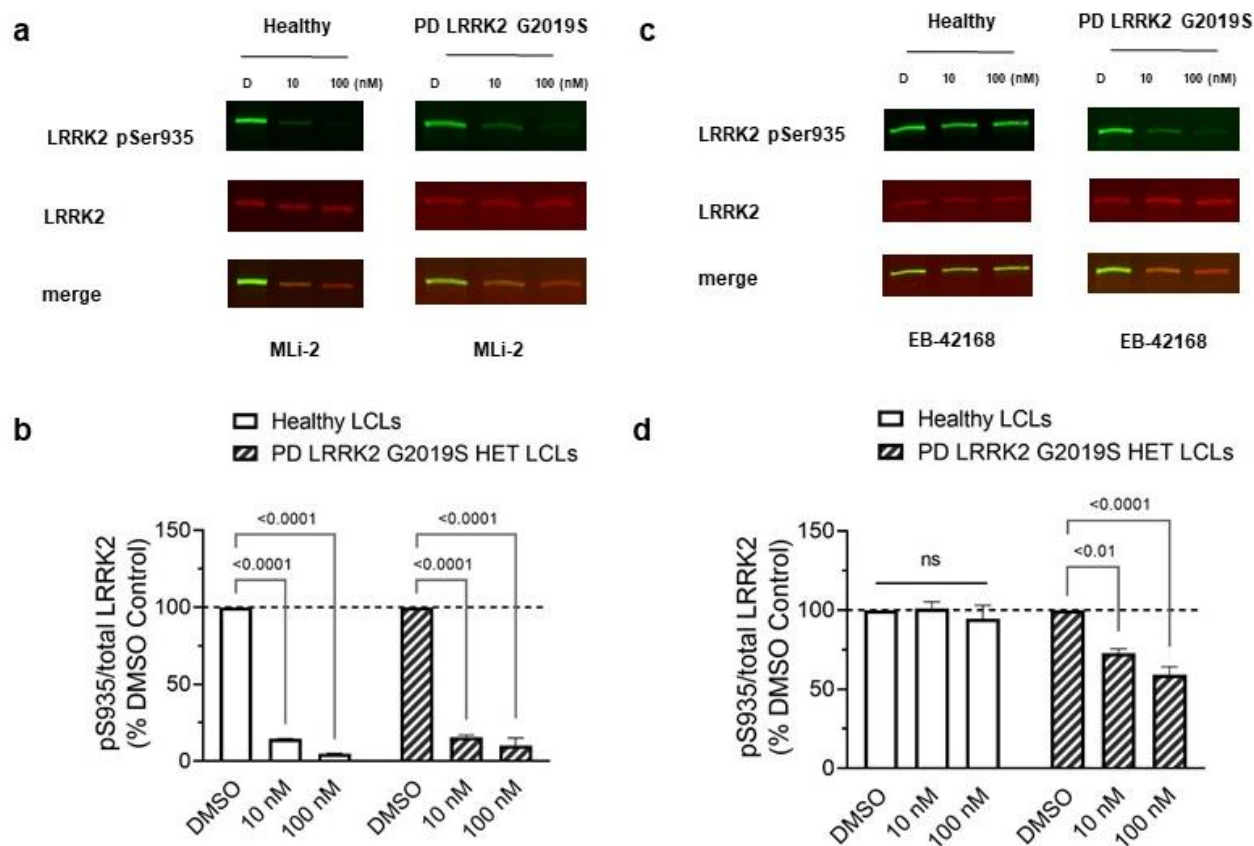 a
Healthy
PD LRRK2 G2019S
D 10 100 (nM)
D 10 100 (nM)
LRRK2 pSer935
LRRK2
merge
MLi-2
MLi-2
c
Healthy
PD LRRK2 G2019S
D 10 100 (nM)
D 10 100 (nM)
LRRK2 pSer935
LRRK2
merge
EB-42168
EB-42168
b
Healthy LCLs
PD LRRK2 G2019S HET LCLs
pS935/total LRRK2
(% DMSO Control)
150
100
50
0
<0.0001
<0.0001
<0.0001
<0.0001
DMSO
10 nM
100 nM
DMSO
10 nM
100 nM
d
Healthy LCLs
PD LRRK2 G2019S HET LCLs
pS935/total LRRK2
(% DMSO Control)
150
100
50
0
ns
<0.0001
<0.01
DMSO
10 nM
100 nM
DMSO
10 nM
100 nM